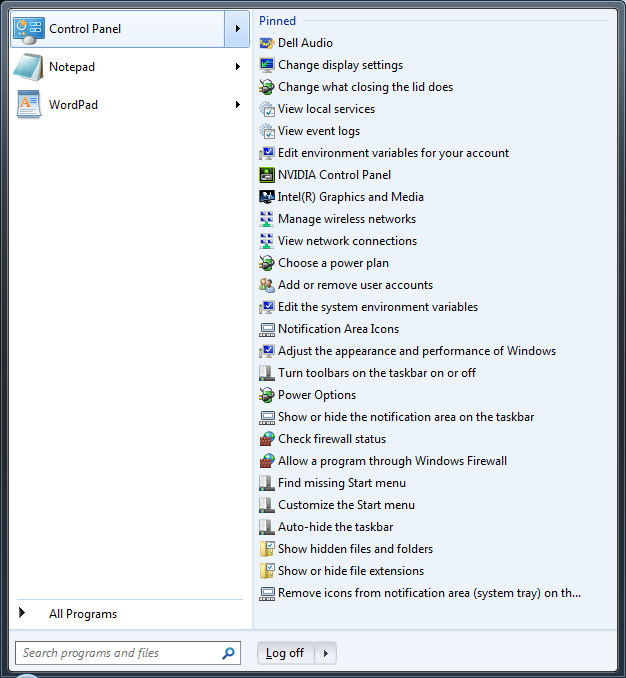 Control Panel
Notepad
WordPad
All Programs
Search programs and files
Pinned
Dell Audio
Change display settings
Change what closing the lid does
View local services
View event logs
Edit environment variables for your account
NVIDIA Control Panel
Intel(R) Graphics and Media
Manage wireless networks
View network connections
Choose a power plan
Add or remove user accounts
Edit the system environment variables
Notification Area Icons
Adjust the appearance and performance of Windows
Turn toolbars on the taskbar on or off
Power Options
Show or hide the notification area on the taskbar
Check firewall status
Allow a program through Windows Firewall
Find missing Start menu
Customize the Start menu
Auto-hide the taskbar
Show hidden files and folders
Show or hide file extensions
Remove icons from notification area (system tray) on th...
Log off